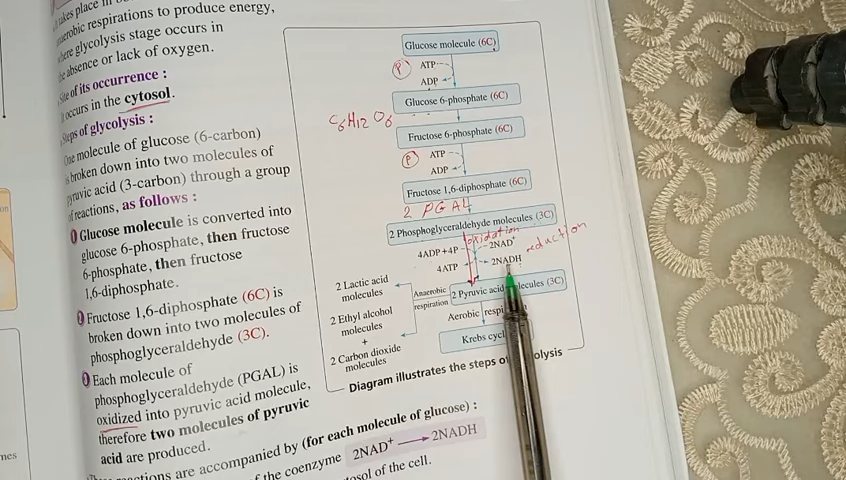 takes place in
anaerobic respirations to produce energy,
where glycolysis stage occurs in
the absence or lack of oxygen.
Site of its occurrence :
It occurs in the cytosol.
Steps of glycolysis :
One molecule of glucose (6-carbon)
is broken down into two molecules of
pyruvic acid (3-carbon) through a group
of reactions, as follows :
1 Glucose molecule is converted into
glucose 6-phosphate, then fructose
6-phosphate, then fructose
1,6-diphosphate.
2 Fructose 1,6-diphosphate (6C) is
broken down into two molecules of
phosphoglyceraldehyde (3C).
3 Each molecule of
phosphoglyceraldehyde (PGAL) is
oxidized into pyruvic acid molecule,
therefore two molecules of pyruvic
acid are produced.
reactions are accompanied by (for each molecule of glucose) :
of the coenzyme 2NAD+ → 2NADH
cytosol of the cell.
Glucose molecule (6C)
P ATP
ADP
Glucose 6-phosphate (6C)
C6H12O6
Fructose 6-phosphate (6C)
P ATP
ADP
Fructose 1,6-diphosphate (6C)
2 PGAL
2 Phosphoglyceraldehyde molecules (3C)
oxidation
4ADP+4P 2NAD+
reduction
4ATP 2NADH
2 Lactic acid
molecules
Anaerobic
respiration
2 Pyruvic acid molecules (3C)
2 Ethyl alcohol
molecules
+
2 Carbon dioxide
molecules
Aerobic
Krebs
Diagram illustrates the steps of glycolysis